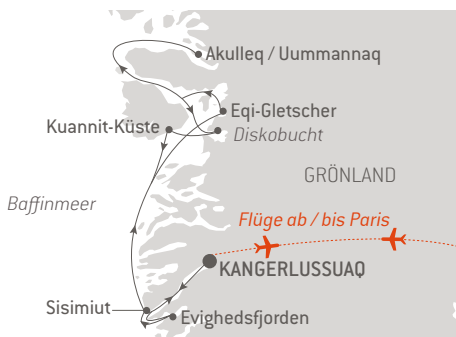 Akulleq / Uummannaq
Eqi-Gletscher
Kuannit-Küste
Diskobucht
GRÖNLAND
Baffinmeer
Flüge ab / bis Paris
KANGERLUSSUAQ
Sisimiut
Evighedsfjorden